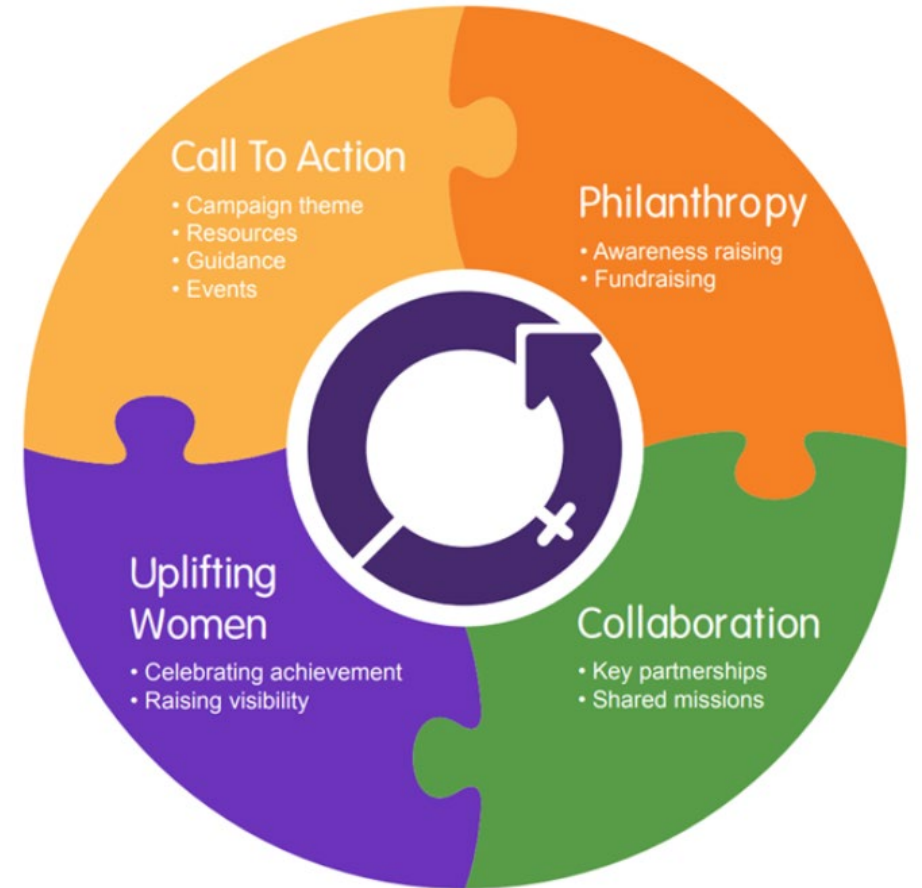 Call To Action
• Campaign theme
• Resources
• Guidance
• Events
Philanthropy
• Awareness raising
• Fundraising
Uplifting
Women
• Celebrating achievement
• Raising visibility
Collaboration
• Key partnerships
• Shared missions